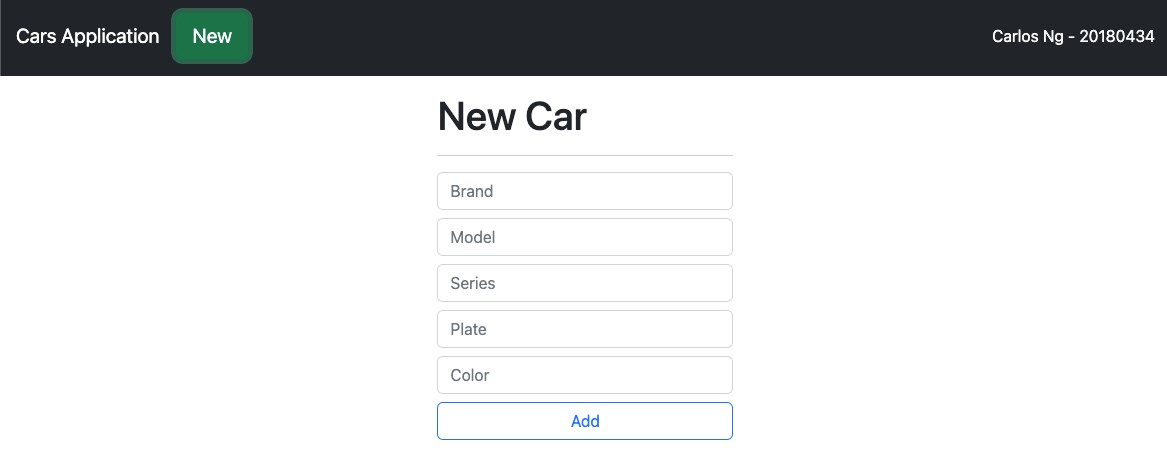 Cars Application New Carlos Ng - 20180434
New Car
Brand
Model
Series
Plate
Color
Add